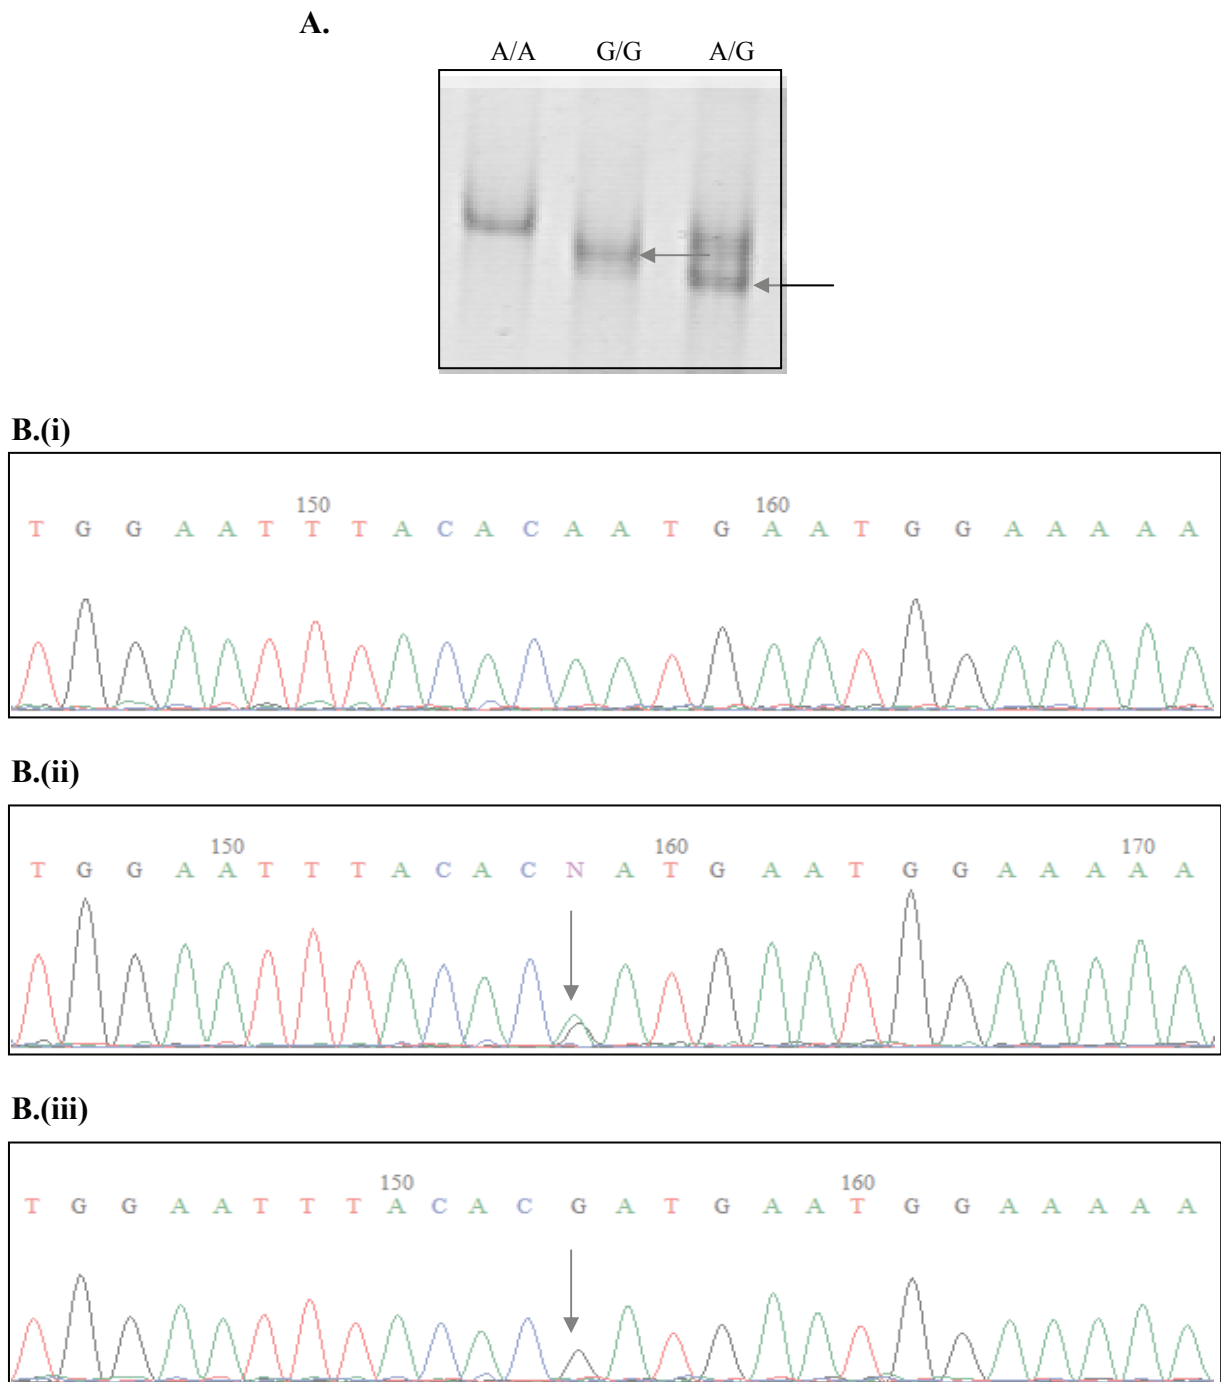 A.
A/A G/G A/G
B.(i)
150 160
T G G A A T T T A C A C A A T G A A T G G A A A A A
B.(ii)
150 160 170
T G G A A T T T A C A C N A T G A A T G G A A A A A
B.(iii)
150 160
T G G A A T T T A C A C G A T G A A T G G A A A A A